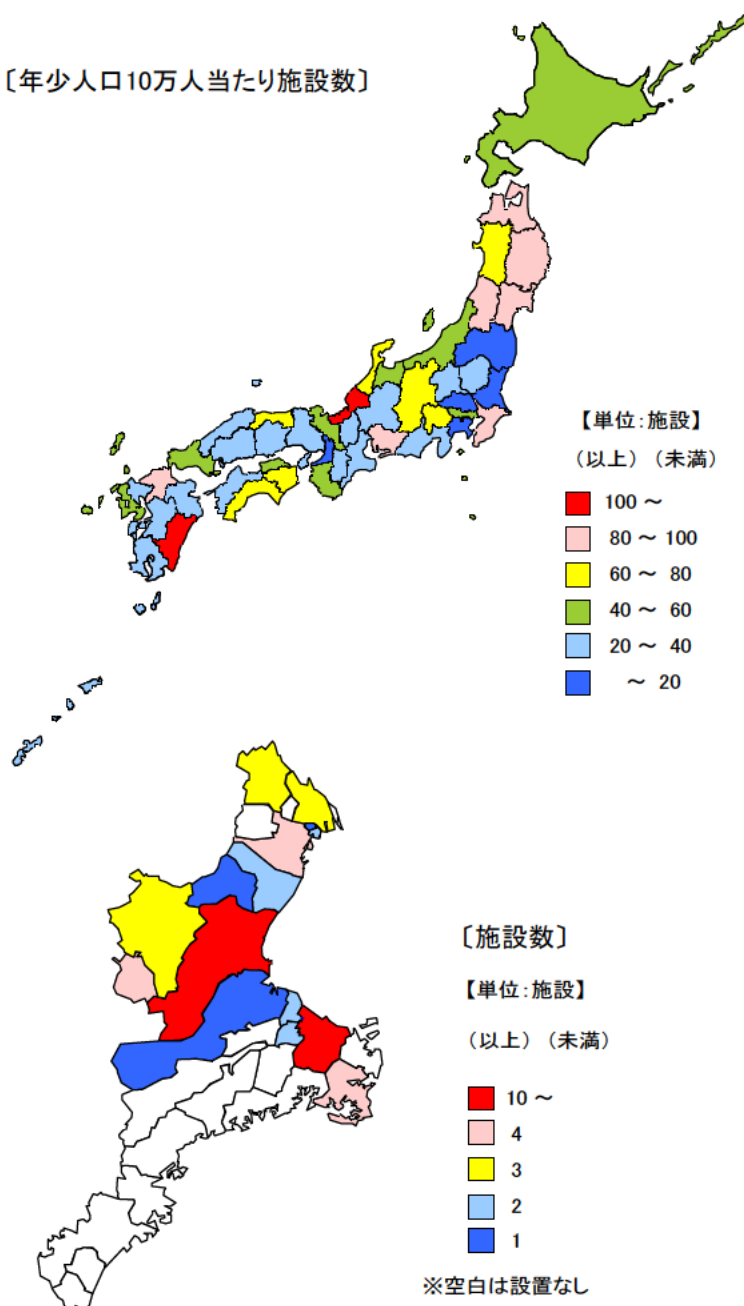 〔年少人口10万人当たり施設数〕
【単位:施設】
(以上) (未満)
100 ~
80 ~ 100
60 ~ 80
40 ~ 60
20 ~ 40
~ 20
〔施設数〕
【単位:施設】
(以上) (未満)
10 ~
4
3
2
1
※空白は設置なし